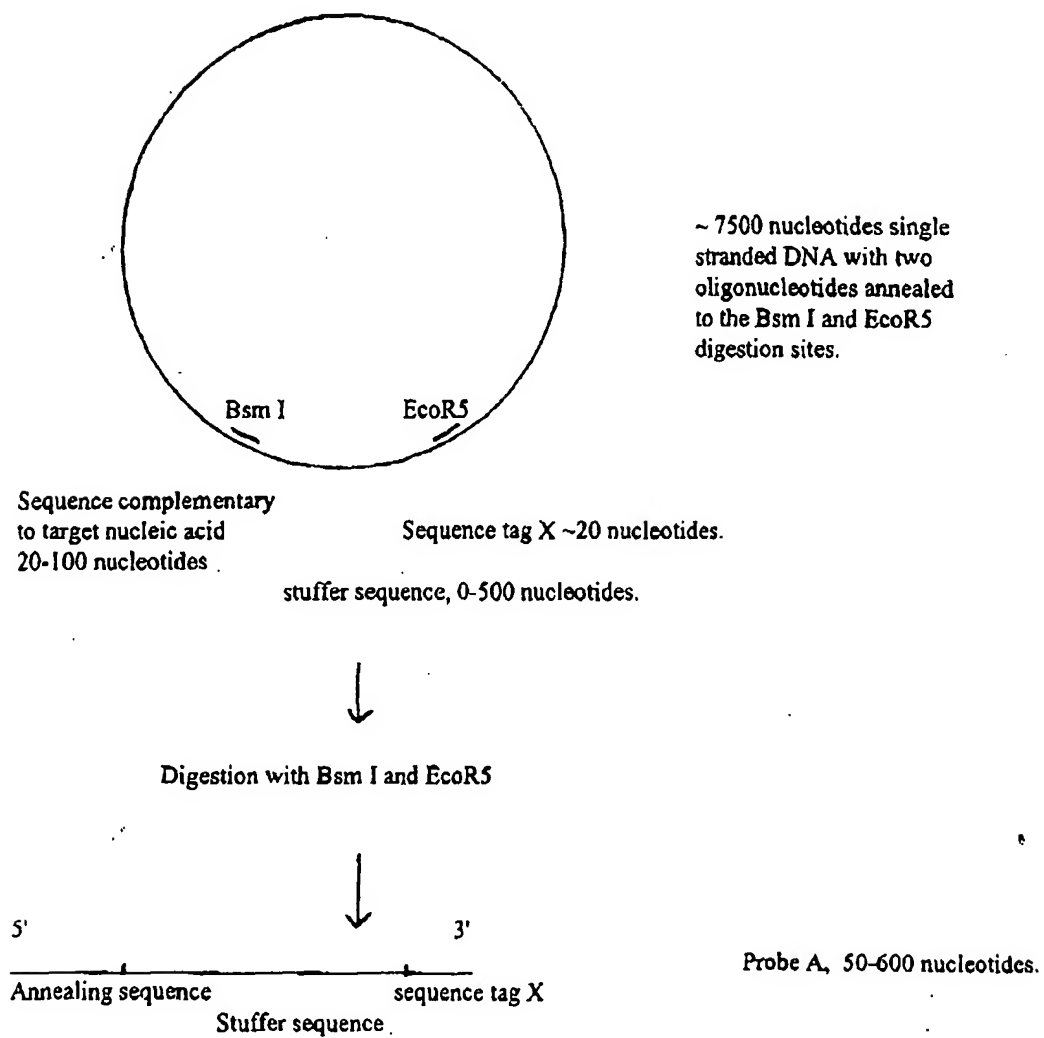 ~ 7500 nucleotides single
stranded DNA with two
oligonucleotides annealed
to the Bsm I and EcoR5
digestion sites.
Bsm I
EcoR5
Sequence complementary
to target nucleic acid
20-100 nucleotides
Sequence tag X ~20 nucleotides.
stuffer sequence, 0-500 nucleotides.
Digestion with Bsm I and EcoR5
5'
3'
Annealing sequence
sequence tag X
Stuffer sequence
Probe A, 50-600 nucleotides.